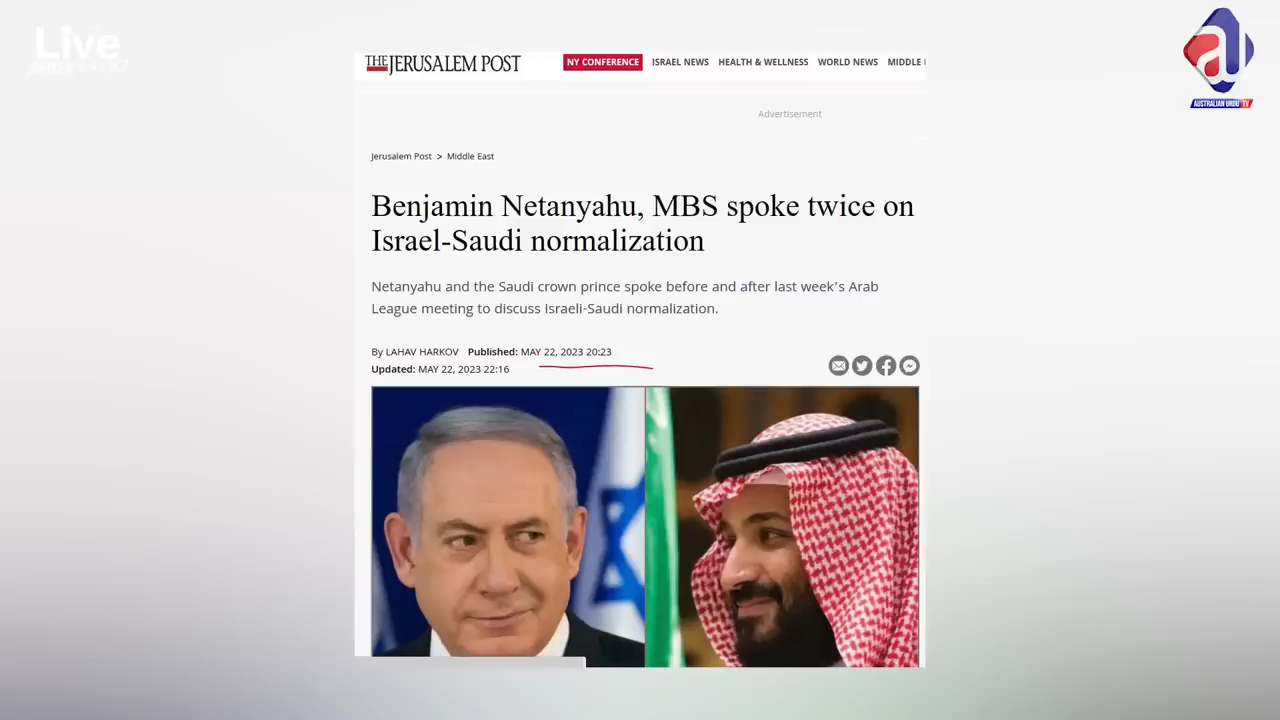 Live
THE JERUSALEM POST
NY CONFERENCE ISRAEL NEWS HEALTH & WELLNESS WORLD NEWS MIDDLE
AUSTRALIAN URDU TV
Advertisement
Jerusalem Post > Middle East
Benjamin Netanyahu, MBS spoke twice on
Israel-Saudi normalization
Netanyahu and the Saudi crown prince spoke before and after last week's Arab
League meeting to discuss Israeli-Saudi normalization.
By LAHAV HARKOV Published: MAY 22, 2023 20:23
Updated: MAY 22, 2023 22:16